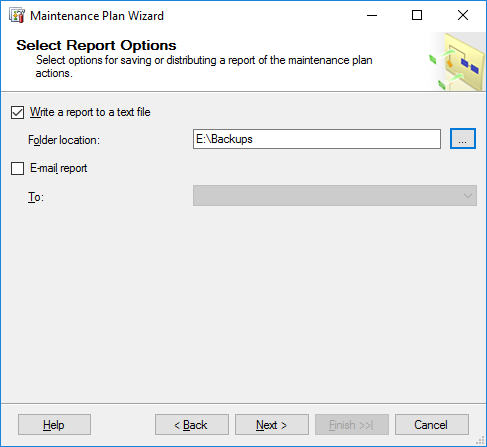 Maintenance Plan Wizard
Select Report Options
Select options for saving or distributing a report of the maintenance plan
actions.
Write a report to a text file
Folder location:
E:\Backups
...
E-mail report
To:
Help
< Back
Next >
Finish >>|
Cancel